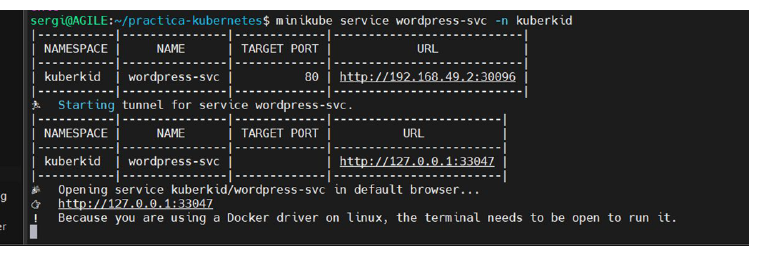 sergi@AGILE:~/practica-kubernetes$ minikube service wordpress-svc -n kuberkid
|-----------|---------------|-------------|---------------------------|
| NAMESPACE |     NAME      | TARGET PORT |            URL            |
|-----------|---------------|-------------|---------------------------|
| kuberkid  | wordpress-svc |          80 | http://192.168.49.2:30096 |
|-----------|---------------|-------------|---------------------------|
Starting tunnel for service wordpress-svc.
|-----------|---------------|-------------|------------------------|
| NAMESPACE |     NAME      | TARGET PORT |          URL           |
|-----------|---------------|-------------|------------------------|
| kuberkid  | wordpress-svc |             | http://127.0.0.1:33047 |
|-----------|---------------|-------------|------------------------|
Opening service kuberkid/wordpress-svc in default browser...
http://127.0.0.1:33047
! Because you are using a Docker driver on linux, the terminal needs to be open to run it.